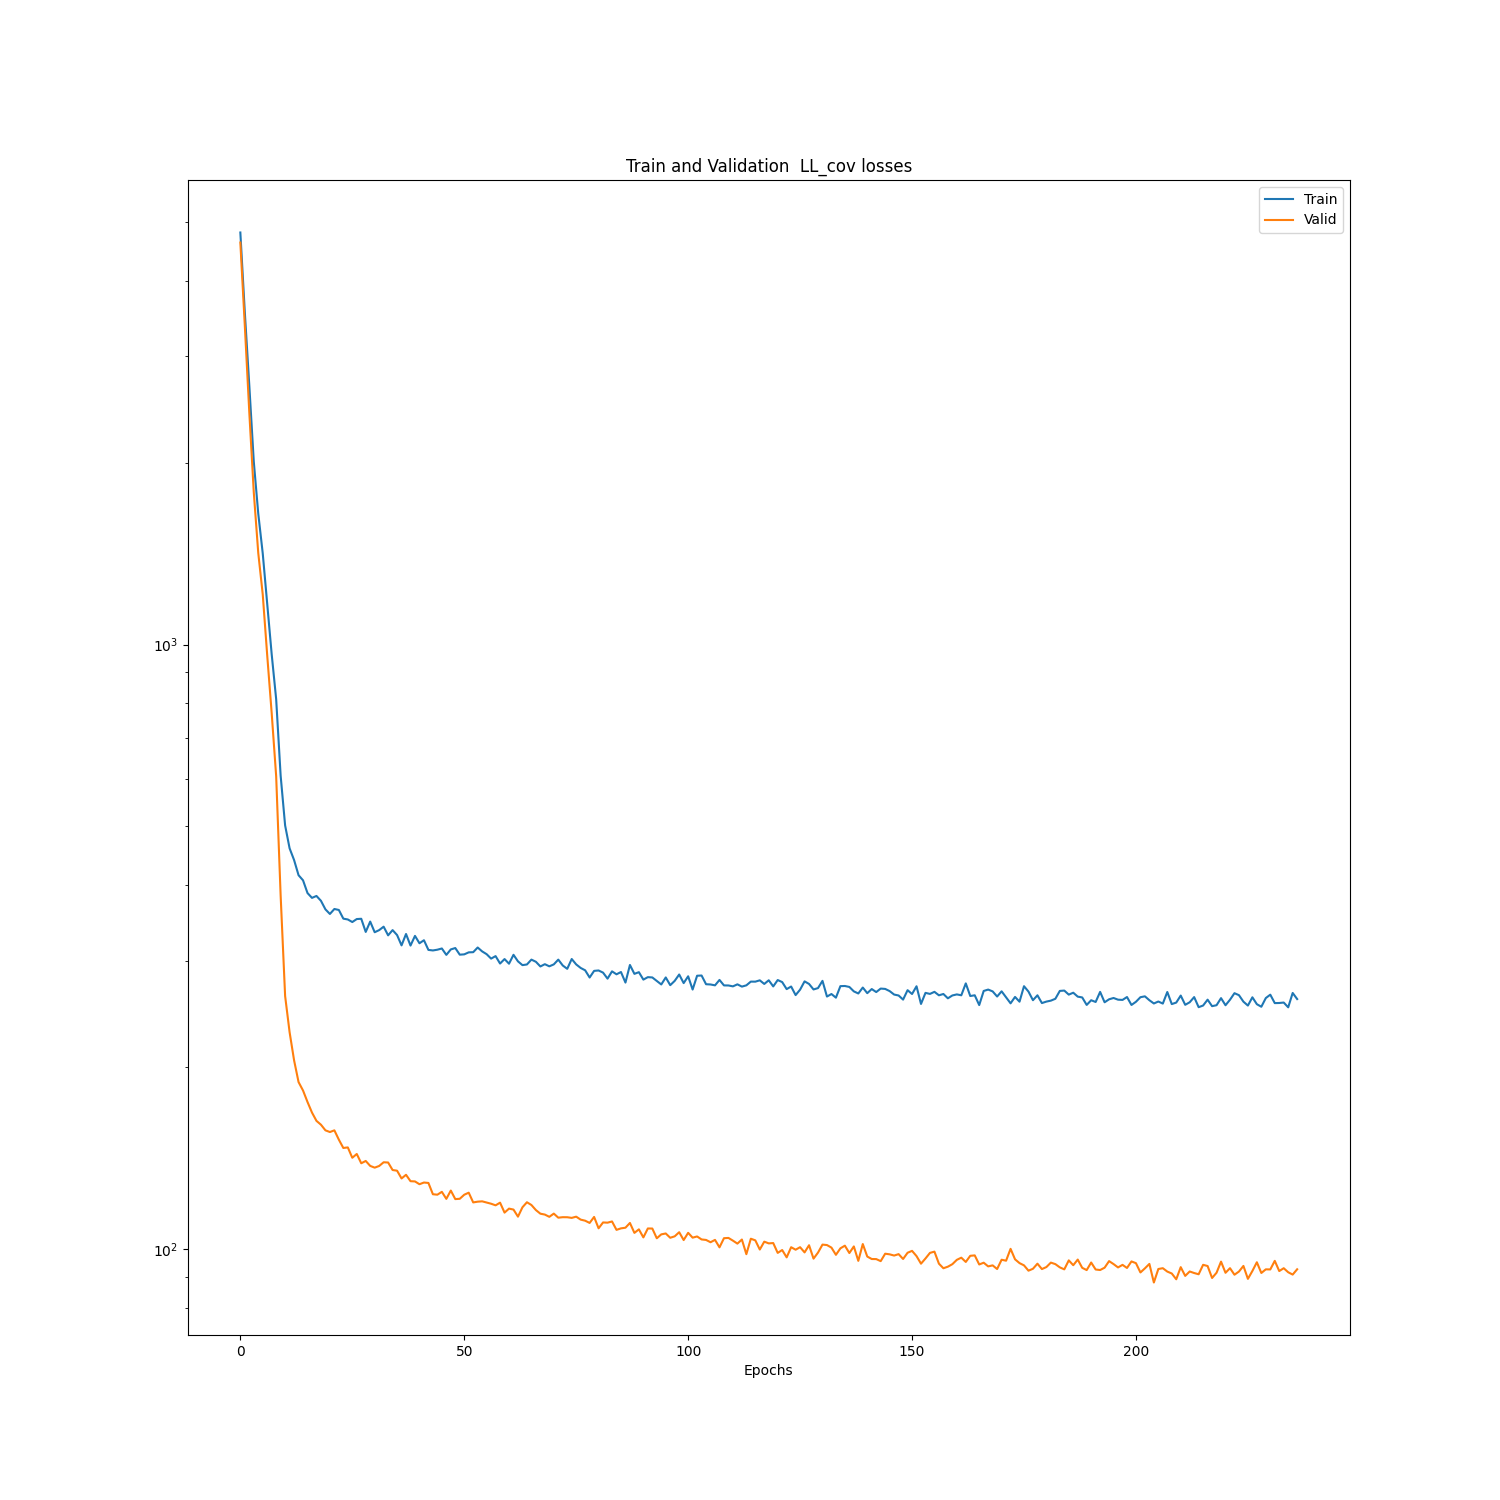 Train and Validation  LL_cov losses
Train
Valid
10³
10²
0 50 100 150 200
Epochs